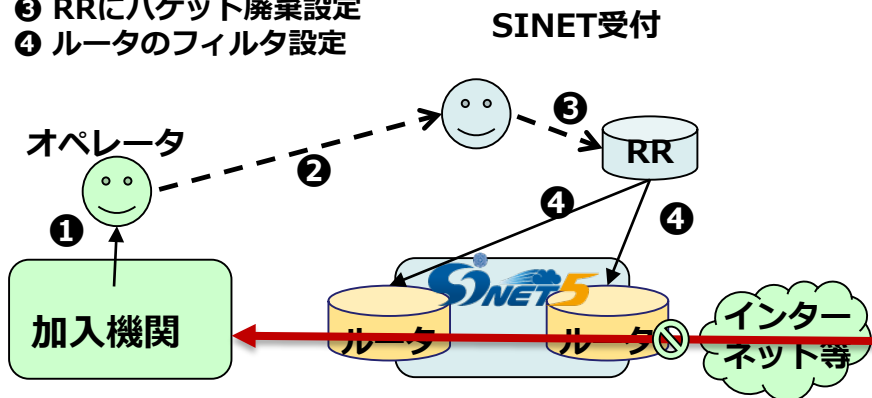 ❸ RRにパケット廃棄設定
❹ ルータのフィルタ設定
SINET受付
❸
オペレータ
RR
❷
❹
❹
❶
SINET5
加入機関
ルータ
ルータ
インター
ネット等